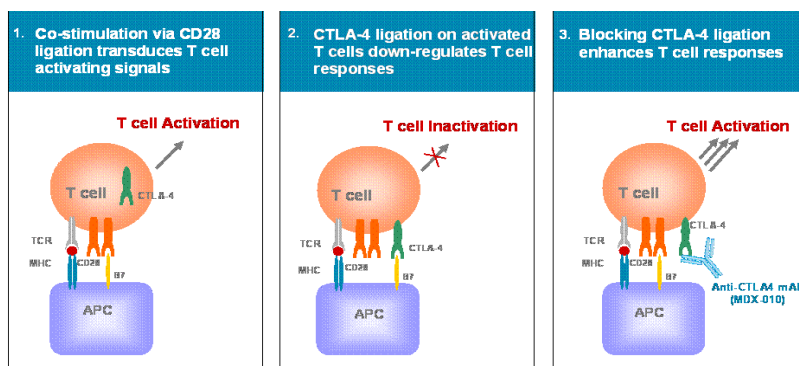 1. Co-stimulation via CD28
ligation transduces T cell
activating signals
T cell Activation
T cell
CTLA-4
TCR
MHC
CD28
B7
APC
2. CTLA-4 ligation on activated
T cells down-regulates T cell
responses
T cell Inactivation
T cell
CTLA-4
TCR
MHC
CD28
B7
APC
3. Blocking CTLA-4 ligation
enhances T cell responses
T cell Activation
T cell
CTLA-4
TCR
MHC
CD28
B7
Anti-CTLA4 mAl
(MDX-010)
APC